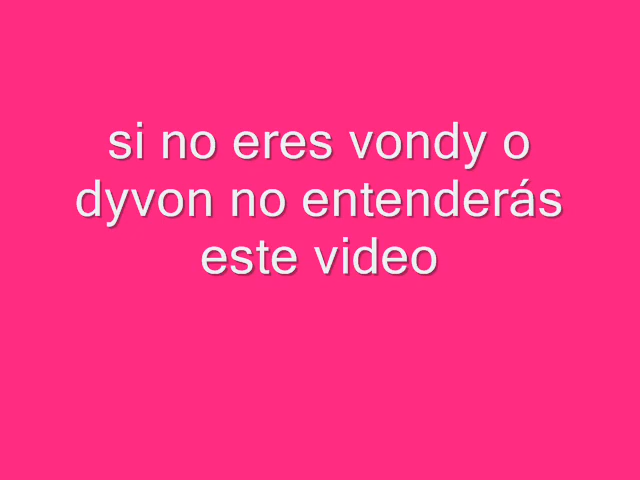 si no eres vondy o
dyvon no entenderás
este video